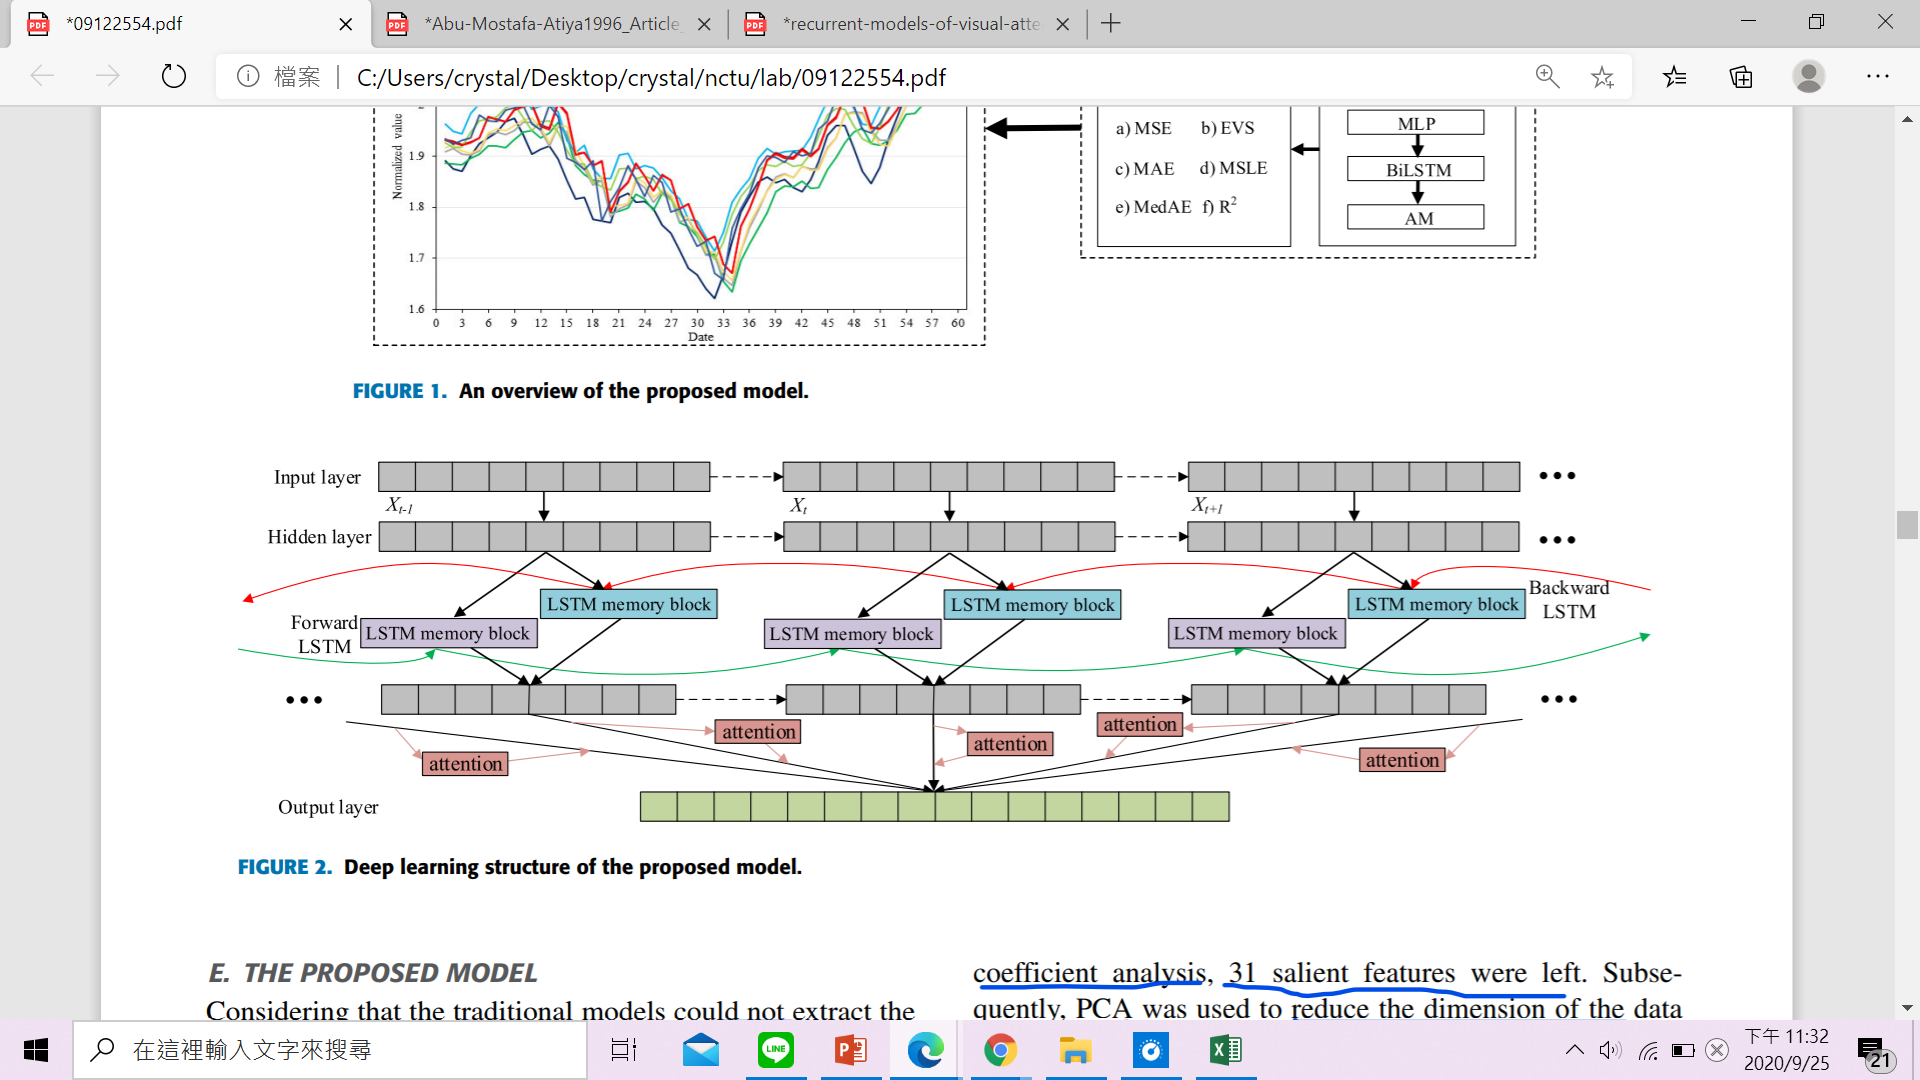 *09122554.pdf
*Abu-Mostafa-Atiya1996_Article_
*recurrent-models-of-visual-atte
檔案 | C:/Users/crystal/Desktop/crystal/nctu/lab/09122554.pdf
Normalized value
1.9
1.8
1.7
1.6
0 3 6 9 12 15 18 21 24 27 30 33 36 39 42 45 48 51 54 57 60
Date
a) MSE b) EVS
c) MAE d) MSLE
e) MedAE f) R²
MLP
BiLSTM
AM
FIGURE 1. An overview of the proposed model.
Input layer
X_{t-1} X_t X_{t+1}
Hidden layer
LSTM memory block LSTM memory block LSTM memory block
Backward
LSTM
Forward
LSTM
LSTM memory block LSTM memory block LSTM memory block
attention attention attention attention attention
Output layer
FIGURE 2. Deep learning structure of the proposed model.
E. THE PROPOSED MODEL
Considering that the traditional models could not extract the
coefficient analysis, 31 salient features were left. Subse-
quently, PCA was used to reduce the dimension of the data
在這裡輸入文字來搜尋
LINE
下午 11:32
2020/9/25
21